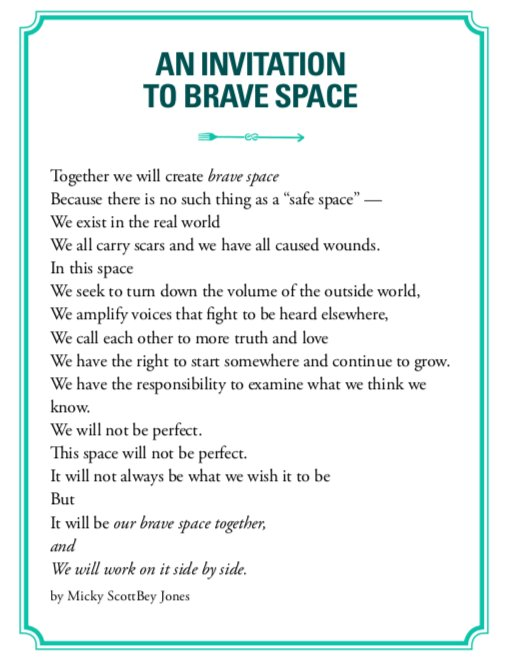 AN INVITATION
TO BRAVE SPACE
Together we will create brave space
Because there is no such thing as a “safe space” —
We exist in the real world
We all carry scars and we have all caused wounds.
In this space
We seek to turn down the volume of the outside world,
We amplify voices that fight to be heard elsewhere,
We call each other to more truth and love
We have the right to start somewhere and continue to grow.
We have the responsibility to examine what we think we
know.
We will not be perfect.
This space will not be perfect.
It will not always be what we wish it to be
But
It will be our brave space together,
and
We will work on it side by side.
by Micky ScottBey Jones